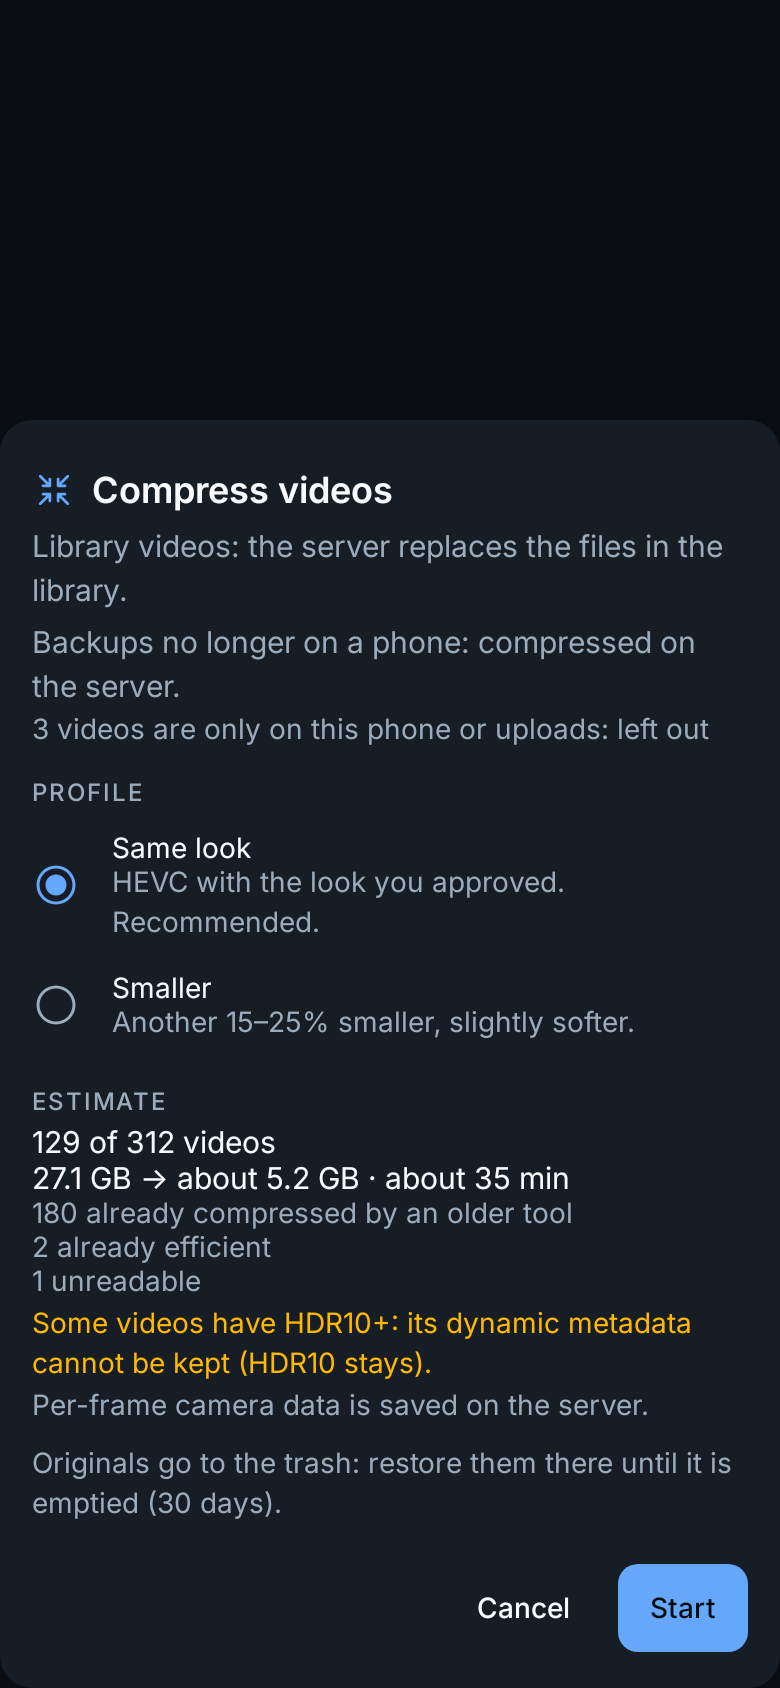 Compress videos
Library videos: the server replaces the files in the
library.
Backups no longer on a phone: compressed on
the server.
3 videos are only on this phone or uploads: left out
PROFILE
Same look
HEVC with the look you approved.
Recommended.
Smaller
Another 15–25% smaller, slightly softer.
ESTIMATE
129 of 312 videos
27.1 GB → about 5.2 GB · about 35 min
180 already compressed by an older tool
2 already efficient
1 unreadable
Some videos have HDR10+: its dynamic metadata
cannot be kept (HDR10 stays).
Per-frame camera data is saved on the server.
Originals go to the trash: restore them there until it is
emptied (30 days).
Cancel
Start